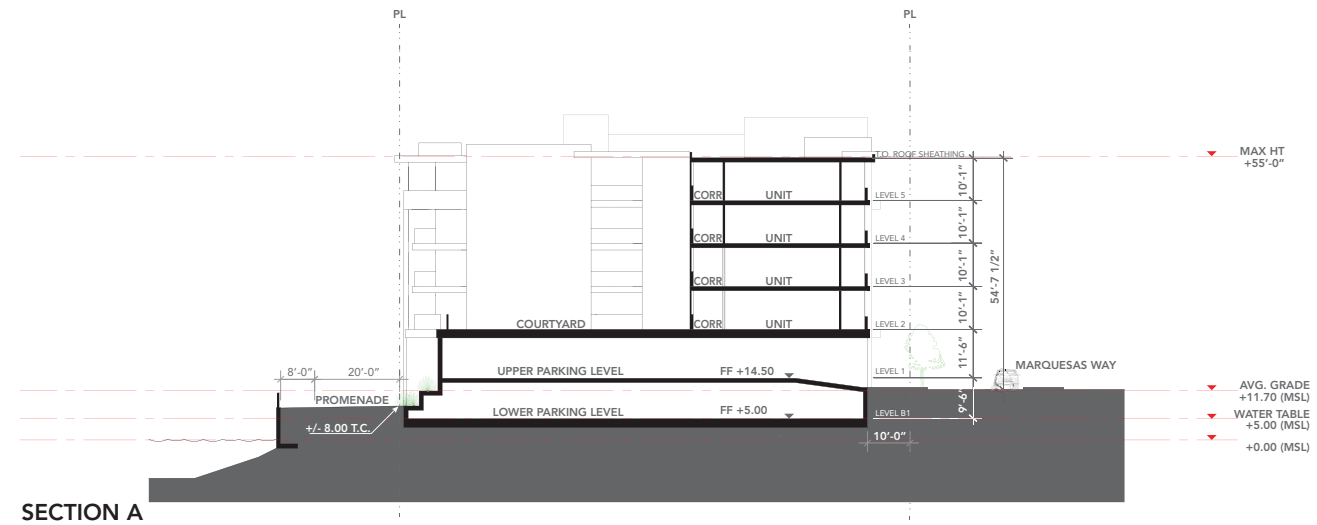 PL
PL
T.O. ROOF SHEATHING
MAX HT
+55'-0"
10'-1"
CORR
UNIT
LEVEL 5
10'-1"
CORR
UNIT
LEVEL 4
10'-1"
54'-7 1/2"
CORR
UNIT
LEVEL 3
10'-1"
COURTYARD
CORR
UNIT
LEVEL 2
11'-6"
8'-0"
20'-0"
UPPER PARKING LEVEL
FF +14.50
LEVEL 1
MARQUESAS WAY
PROMENADE
9'-6"
AVG. GRADE
+11.70 (MSL)
LOWER PARKING LEVEL
FF +5.00
LEVEL B1
WATER TABLE
+5.00 (MSL)
+/- 8.00 T.C.
10'-0"
+0.00 (MSL)
SECTION A